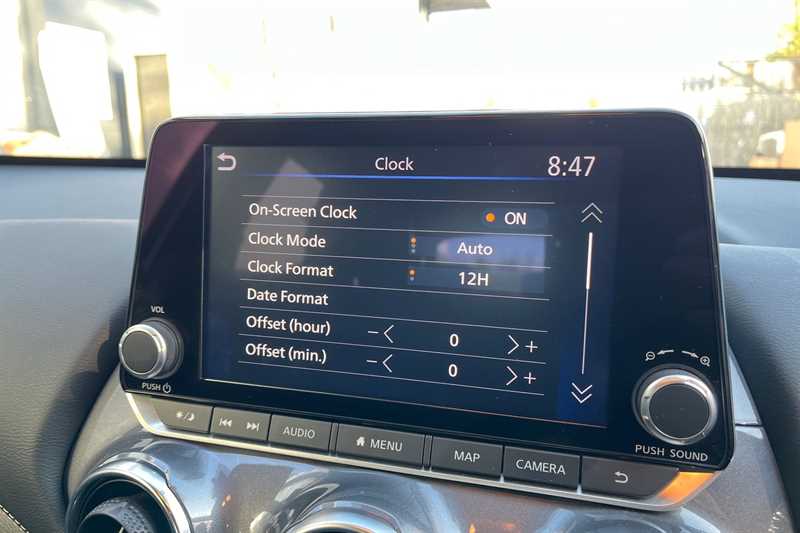 Clock 8:47
On-Screen Clock ON
Clock Mode Auto
Clock Format 12H
Date Format
Offset (hour) − 0 +
Offset (min.) − 0 +
VOL
PUSH
AUDIO
MENU
MAP
CAMERA
PUSH SOUND